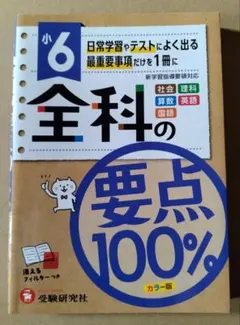 小6
日常学習やテストによく出る
最重要事項だけを1冊に
新学習指導要領対応
社会 理科
算数 英語
国語
全科の
要点
100%
カラー版
消える
フィルターつき
受験研究社